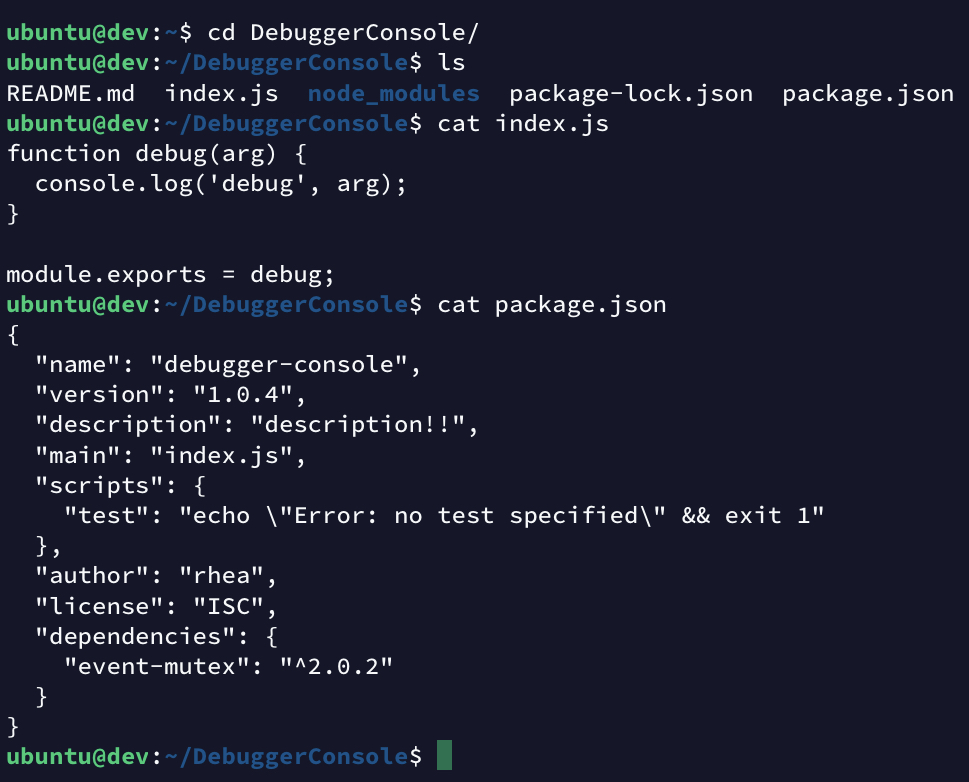 ubuntu@dev:~$ cd DebuggerConsole/
ubuntu@dev:~/DebuggerConsole$ ls
README.md  index.js  node_modules  package-lock.json  package.json
ubuntu@dev:~/DebuggerConsole$ cat index.js
function debug(arg) {
  console.log('debug', arg);
}

module.exports = debug;
ubuntu@dev:~/DebuggerConsole$ cat package.json
{
  "name": "debugger-console",
  "version": "1.0.4",
  "description": "description!!",
  "main": "index.js",
  "scripts": {
    "test": "echo \"Error: no test specified\" && exit 1"
  },
  "author": "rhea",
  "license": "ISC",
  "dependencies": {
    "event-mutex": "^2.0.2"
  }
}
ubuntu@dev:~/DebuggerConsole$